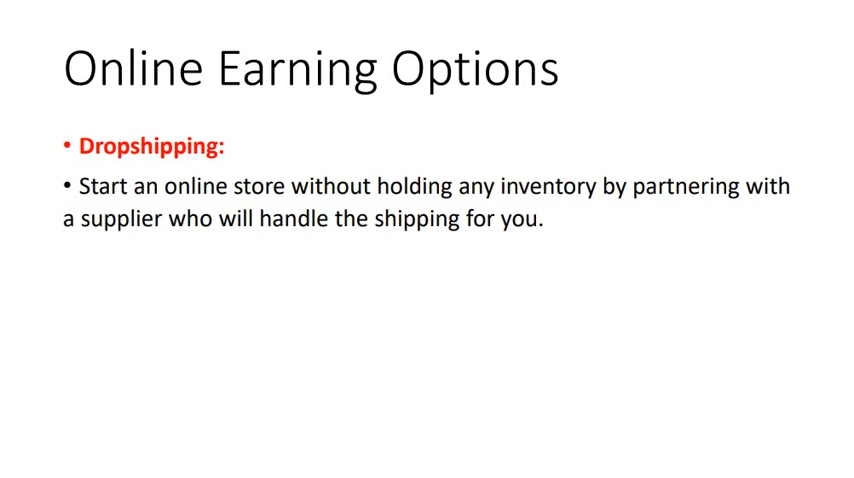 Online Earning Options
• Dropshipping:
• Start an online store without holding any inventory by partnering with
a supplier who will handle the shipping for you.